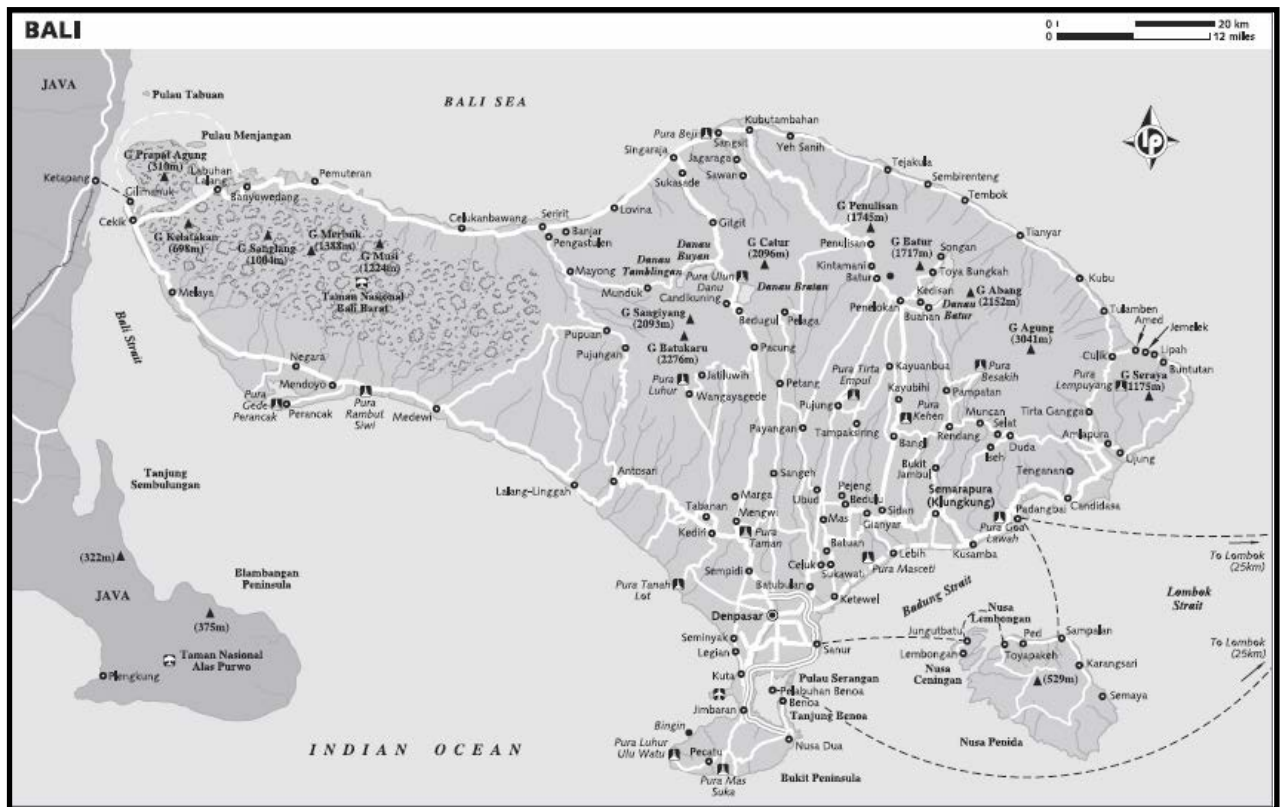 BALI
0 20 km
0 12 miles
JAVA
Pulau Tabuan
BALI SEA
Pulau Menjangan
G Prapat Agung
(310m)
Labuhan
Lalang
Ketapang
Gilimanuk
Cekik
Banyuwedang
Pemuteran
G Kelatakan
(698m)
G Sanglang
(1004m)
G Merbuk
(1388m)
G Musi
(1224m)
Taman Nasional
Bali Barat
Melaya
Bali Strait
Celukanbawang
Seririt
Banjar
Pengastulen
Lovina
Singaraja
Pura Beji
Sangsit
Kubutambahan
Jagaraga
Sukasade
Sawan
Yeh Sanih
Tejakula
Sembirenteng
Tembok
Tianyar
Kubu
Tulamben
Amed
Jemelek
Lipah
Culik
Buntutan
Pura
Lempuyang
G Seraya
(1175m)
Gitgit
Mayong
Munduk
Danau
Tamblingan
Danau
Buyan
Pura Ulun
Danu
Candikuning
Bedugul
G Catur
(2096m)
Danau Bratan
Pelaga
G Penulisan
(1745m)
Penulisan
Kintamani
Batur
G Batur
(1717m)
Songan
Toya Bungkah
Kedisan
Penelokan
Buahan
Danau
Batur
G Abang
(2152m)
G Agung
(3041m)
G Sangiyang
(2093m)
G Batukaru
(2276m)
Pupuan
Pujungan
Pacung
Pura
Luhur
Jatiluwih
Wangayagede
Petang
Pura Tirta
Empul
Pujung
Tampaksiring
Payangan
Kayuanbua
Kayubihi
Pura
Kehen
Bangli
Pura
Besakih
Pampatan
Muncan
Rendang
Selat
Duda
Iseh
Tirta Gangga
Amlapura
Ujung
Tenganan
Candidasa
Padangbai
Pura Goa
Lawah
Bukit
Jambul
Semarapura
(Klungkung)
Kusamba
Negara
Mendoyo
Pura
Gede
Perancak
Perancak
Pura
Rambut
Siwi
Medewi
Antosari
Lalang-Linggah
Tabanan
Kediri
Marga
Mengwi
Pura
Taman
Sangeh
Ubud
Pejeng
Bedulu
Mas
Gianyar
Sidan
Batuan
Celuk
Sukawati
Lebih
Pura Masceti
Sempidi
Batubulan
Ketewel
Pura Tanah
Lot
Denpasar
Seminyak
Legian
Sanur
Kuta
Pulau Serangan
Pelabuhan Benoa
Benoa
Tanjung Benoa
Jimbaran
Bingin
Pura Luhur
Ulu Watu
Pecatu
Pura Mas
Suka
Nusa Dua
Bukit Peninsula
Badung Strait
Nusa
Lembongan
Jungutbatu
Lembongan
Nusa
Ceningan
Toyapakeh
Ped
Sampalan
Karangsari
(529m)
Semaya
Nusa Penida
To Lombok
(25km)
Lombok
Strait
To Lombok
(25km)
Tanjung
Sembulungan
(322m)
Blambangan
Peninsula
JAVA
(375m)
Taman Nasional
Alas Purwo
Plengkung
INDIAN OCEAN
lp